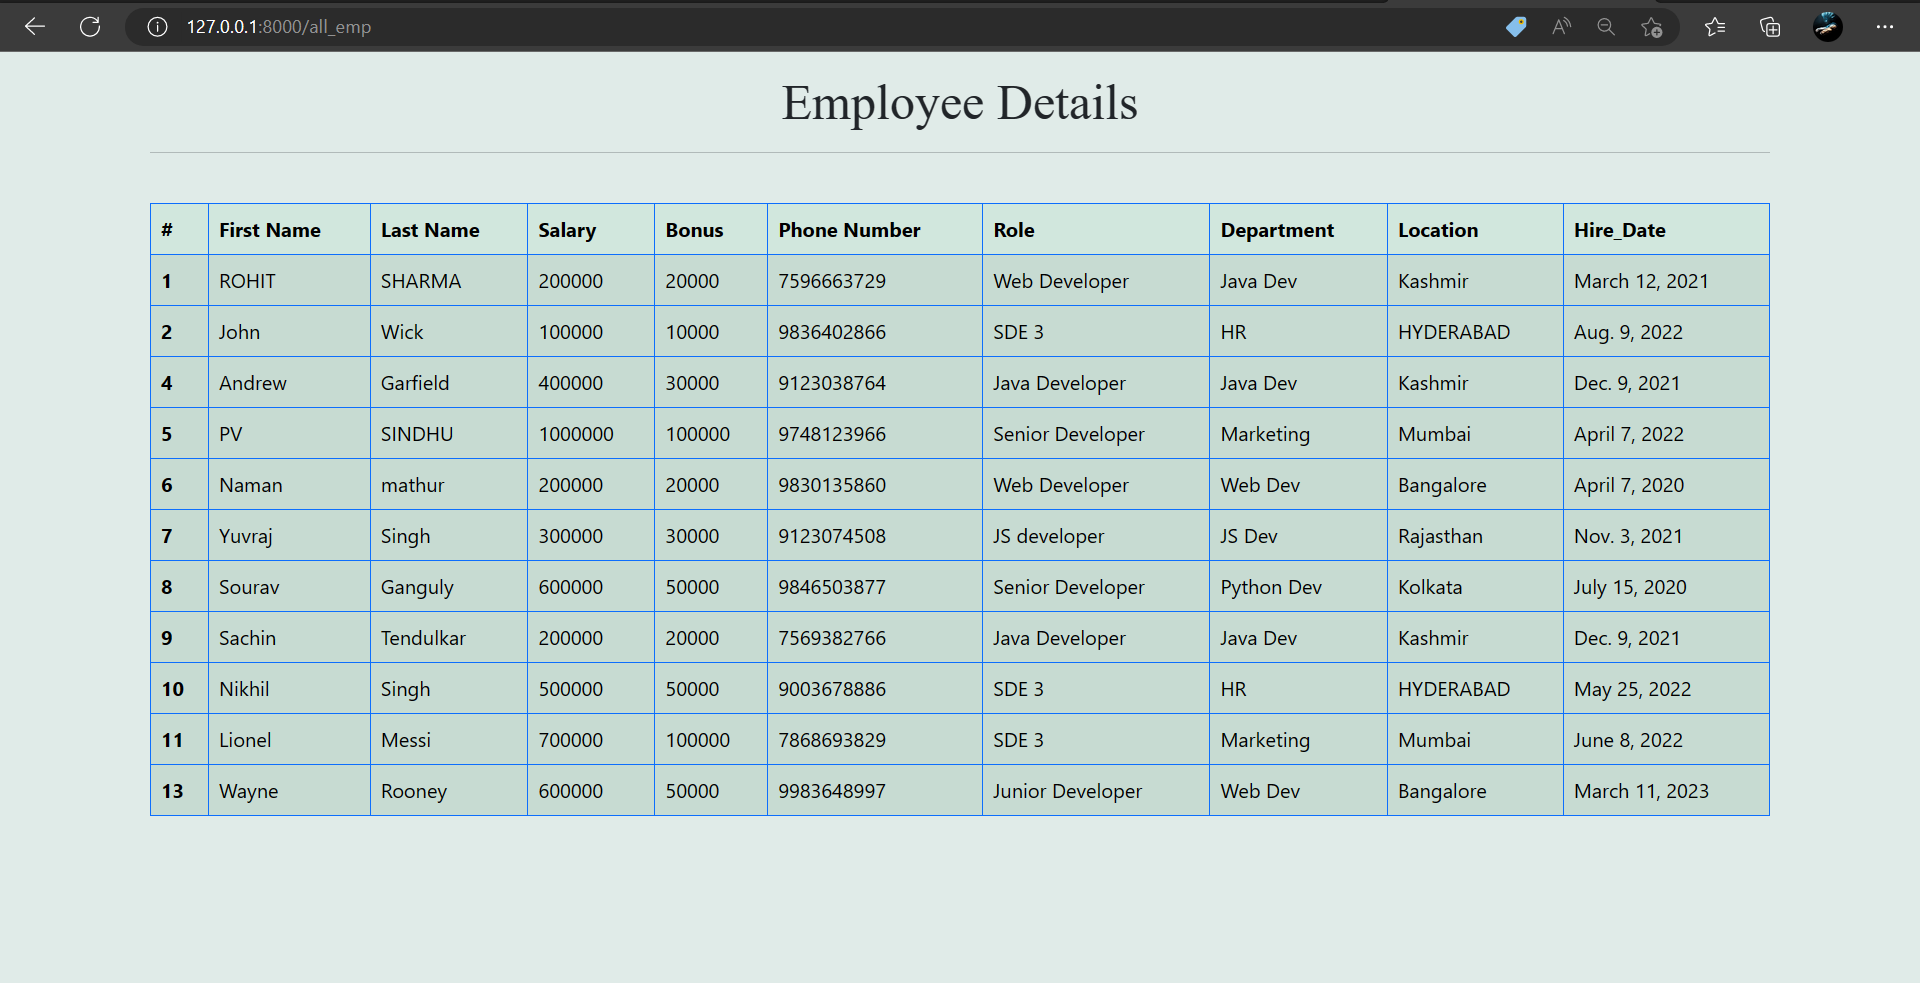 127.0.0.1:8000/all_emp
Employee Details
# First Name Last Name Salary Bonus Phone Number Role Department Location Hire_Date
1 ROHIT SHARMA 200000 20000 7596663729 Web Developer Java Dev Kashmir March 12, 2021
2 John Wick 100000 10000 9836402866 SDE 3 HR HYDERABAD Aug. 9, 2022
4 Andrew Garfield 400000 30000 9123038764 Java Developer Java Dev Kashmir Dec. 9, 2021
5 PV SINDHU 1000000 100000 9748123966 Senior Developer Marketing Mumbai April 7, 2022
6 Naman mathur 200000 20000 9830135860 Web Developer Web Dev Bangalore April 7, 2020
7 Yuvraj Singh 300000 30000 9123074508 JS developer JS Dev Rajasthan Nov. 3, 2021
8 Sourav Ganguly 600000 50000 9846503877 Senior Developer Python Dev Kolkata July 15, 2020
9 Sachin Tendulkar 200000 20000 7569382766 Java Developer Java Dev Kashmir Dec. 9, 2021
10 Nikhil Singh 500000 50000 9003678886 SDE 3 HR HYDERABAD May 25, 2022
11 Lionel Messi 700000 100000 7868693829 SDE 3 Marketing Mumbai June 8, 2022
13 Wayne Rooney 600000 50000 9983648997 Junior Developer Web Dev Bangalore March 11, 2023